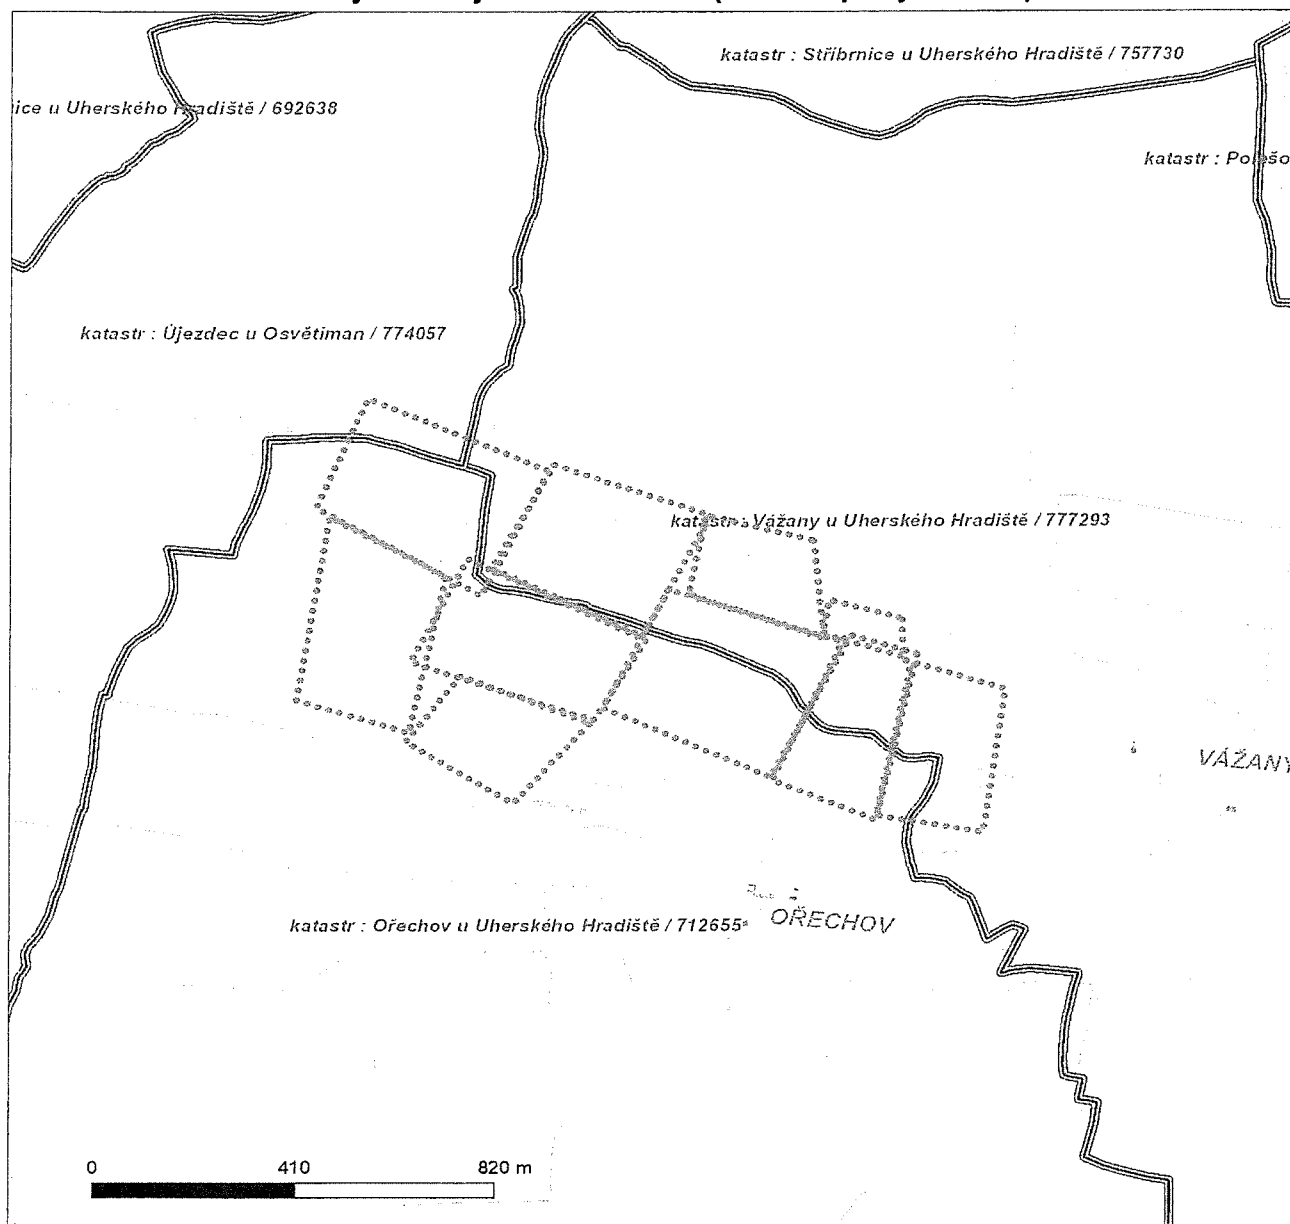 katastr : Stříbrnice u Uherského Hradiště / 757730
ice u Uherského Hradiště / 692638
katastr :
katastr : Újezdec u Osvětiman / 774057
katastr : Vážany u Uherského Hradiště / 777293
VÁŽANY
katastr : Ořechov u Uherského Hradiště / 712655
OŘECHOV
0 410 820 m